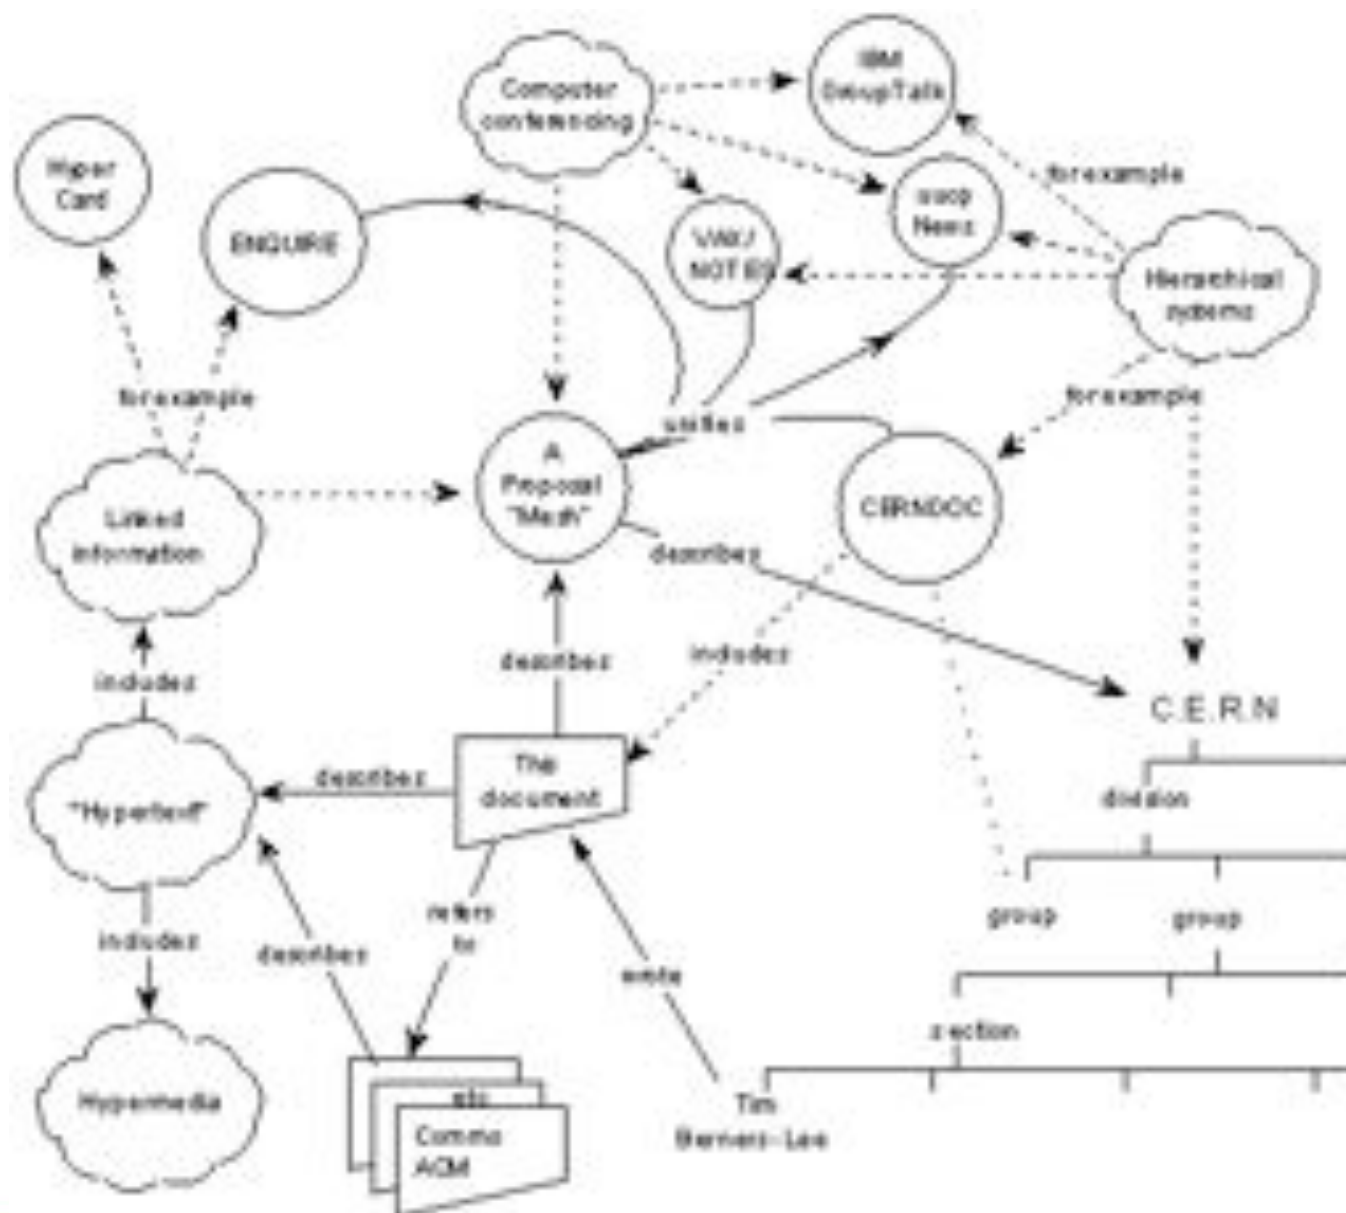 IBM
GroupTalk
Computer
conferencing
Hyper
Card
for example
uucp
News
ENQUIRE
VAX/
NOTES
Hierarchical
systems
for example
for example
unifies
A
Proposal
"Mesh"
CERNDOC
Linked
information
describes
includes
describes
includes
C.E.R.N
This
document
describes
"Hypertext"
division
refers
to
group
group
includes
describes
wrote
section
Hypermedia
etc
Tim
Berners-Lee
Comms
ACM